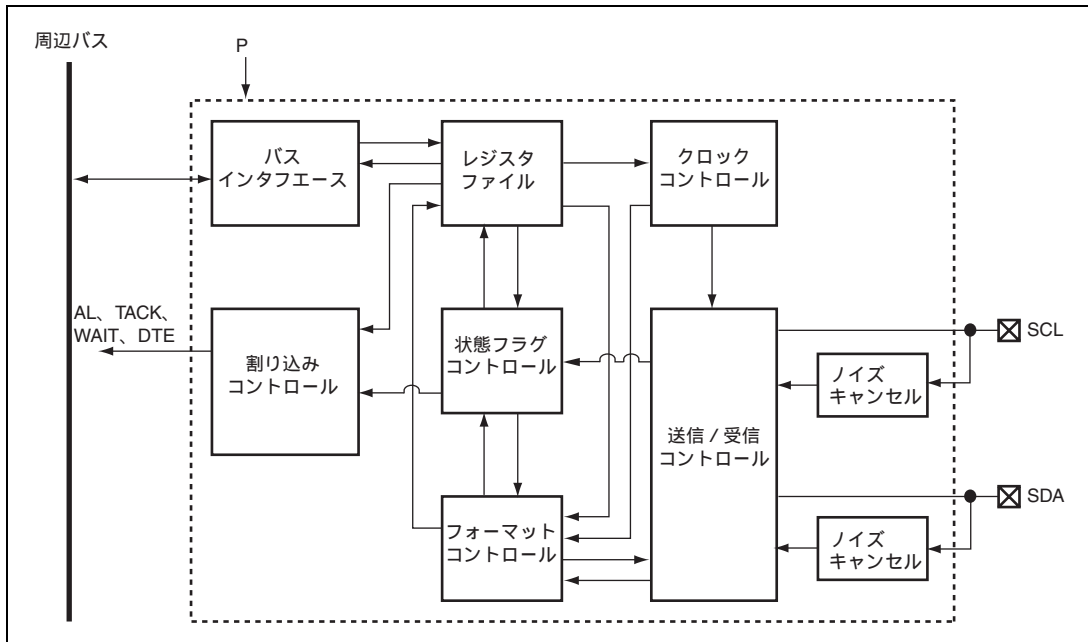 周辺バス
P
バス
インタフエース
レジスタ
ファイル
クロック
コントロール
AL、TACK、
WAIT、DTE
割り込み
コントロール
状態フラグ
コントロール
送信 / 受信
コントロール
ノイズ
キャンセル
SCL
フォーマット
コントロール
ノイズ
キャンセル
SDA